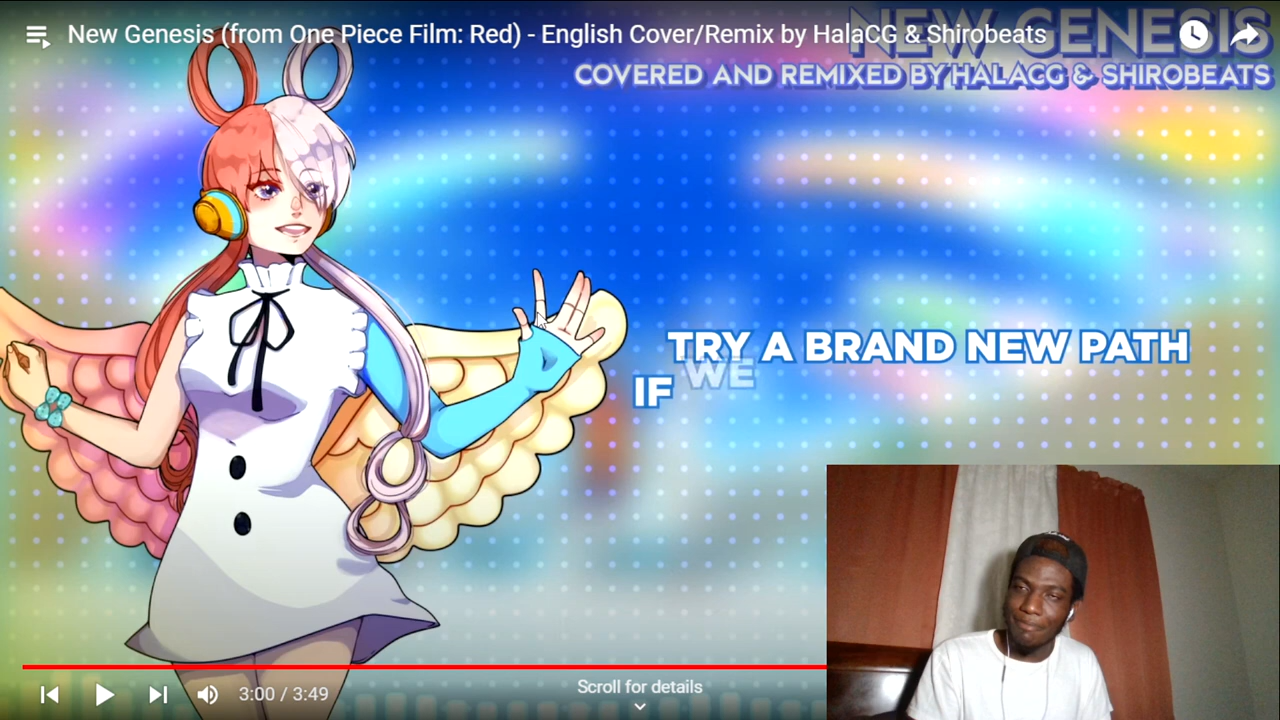 New Genesis (from One Piece Film: Red) - English Cover/Remix by HalaCG & Shirobeats
NEW GENESIS
COVERED AND REMIXED BY HALACG & SHIROBEATS
TRY A BRAND NEW PATH
IF WE
3:00 / 3:49
Scroll for details